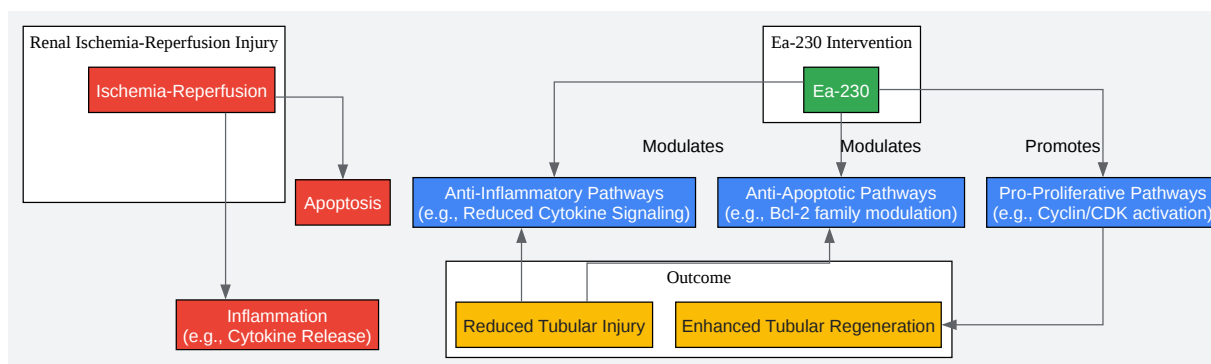 Renal Ischemia-Reperfusion Injury
Ischemia-Reperfusion
Apoptosis
Inflammation
(e.g., Cytokine Release)
Ea-230 Intervention
Ea-230
Modulates
Modulates
Promotes
Anti-Inflammatory Pathways
(e.g., Reduced Cytokine Signaling)
Anti-Apoptotic Pathways
(e.g., Bcl-2 family modulation)
Pro-Proliferative Pathways
(e.g., Cyclin/CDK activation)
Outcome
Reduced Tubular Injury
Enhanced Tubular Regeneration